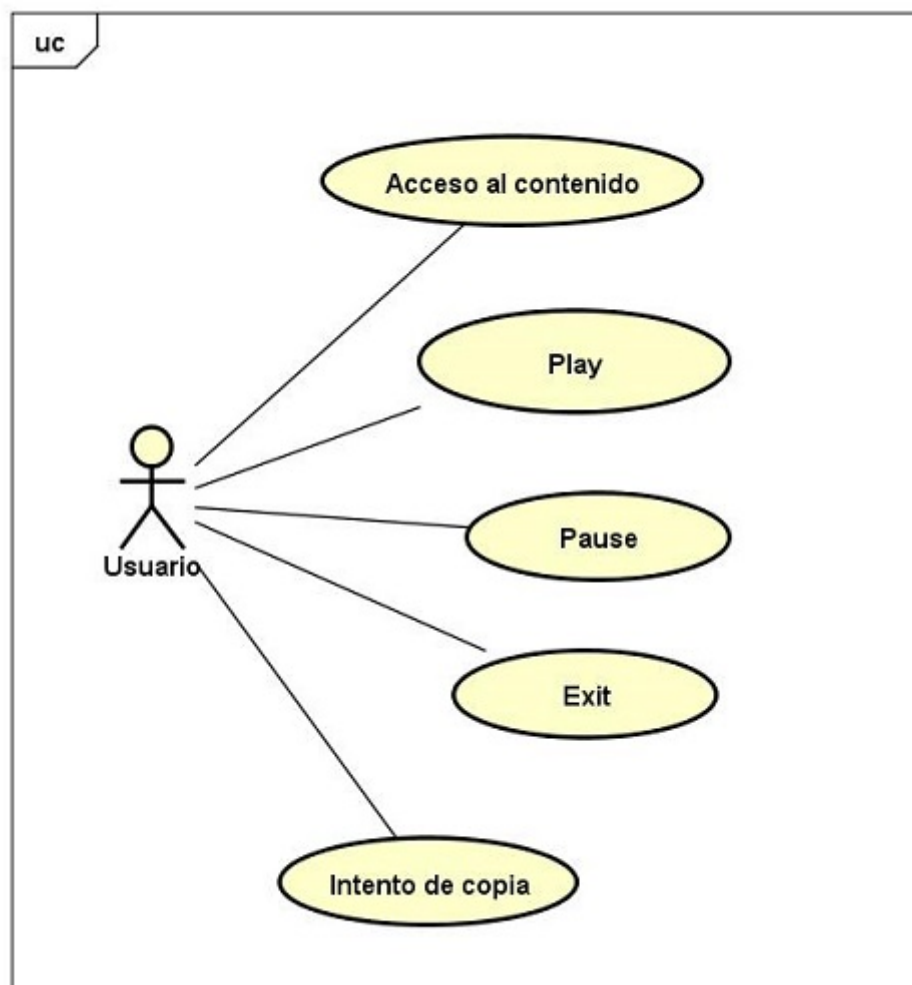 uc
Acceso al contenido
Play
Pause
Usuario
Exit
Intento de copia